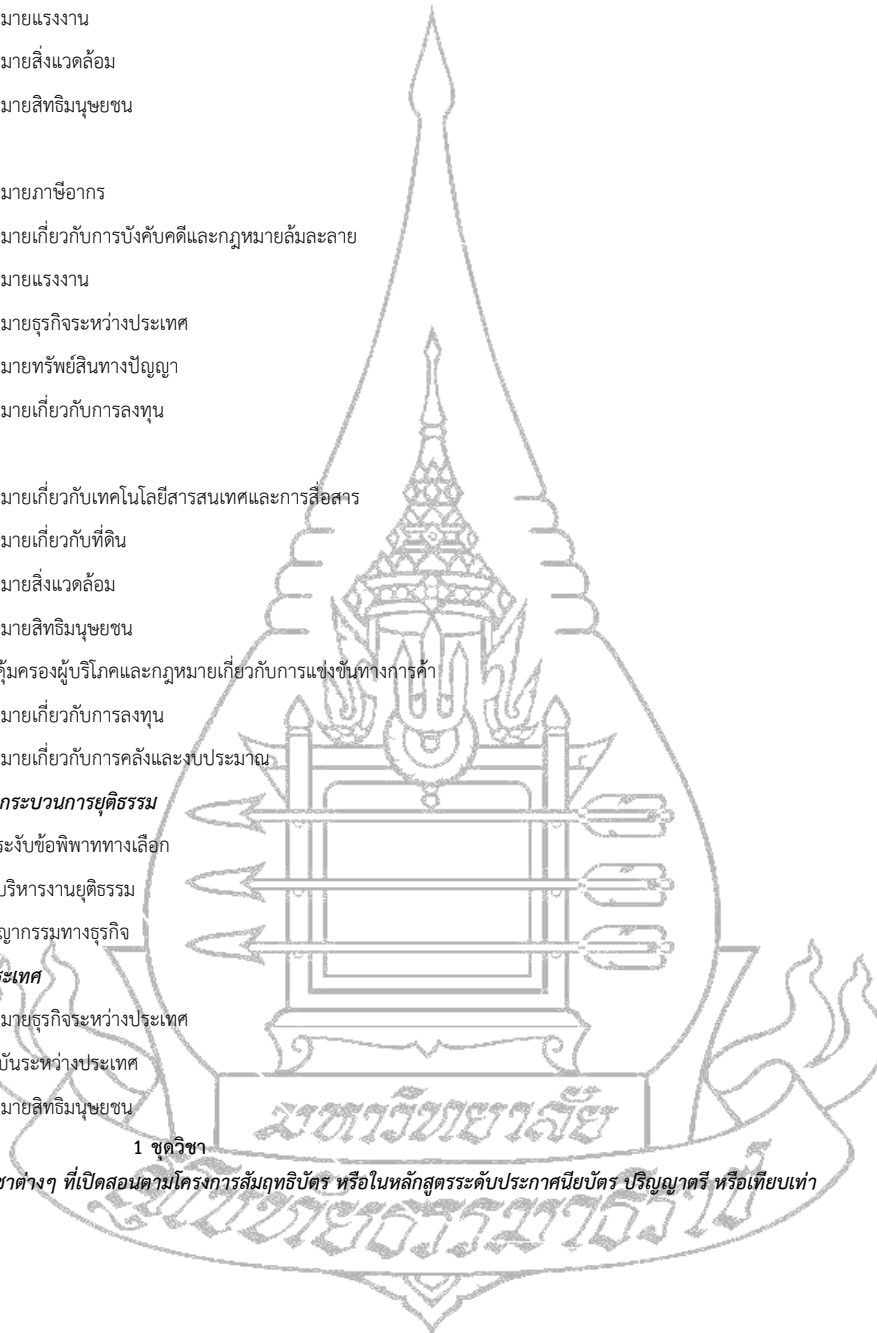 มายแรงงาน
มายสิ่งแวดล้อม
มายสิทธิมนุษยชน
มายภาษีอากร
มายเกี่ยวกับการบังคับคดีและกฎหมายล้มละลาย
มายแรงงาน
มายธุรกิจระหว่างประเทศ
มายทรัพย์สินทางปัญญา
มายเกี่ยวกับการลงทุน
มายเกี่ยวกับเทคโนโลยีสารสนเทศและการสื่อสาร
มายเกี่ยวกับที่ดิน
มายสิ่งแวดล้อม
มายสิทธิมนุษยชน
คุ้มครองผู้บริโภคและกฎหมายเกี่ยวกับการแข่งขันทางการค้า
มายเกี่ยวกับการลงทุน
มายเกี่ยวกับการคลังและงบประมาณ
กระบวนการยุติธรรม
ระงับข้อพิพาททางเลือก
บริหารงานยุติธรรม
ญากรรมทางธุรกิจ
ระเทศ
มายธุรกิจระหว่างประเทศ
บันระหว่างประเทศ
มายสิทธิมนุษยชน
มหาวิทยาลัย
1 ชุดวิชา
ชาต่างๆ ที่เปิดสอนตามโครงการสัมฤทธิบัตร หรือในหลักสูตรระดับประกาศนียบัตร ปริญญาตรี หรือเทียบเท่า
สุโขทัยธรรมาธิราช